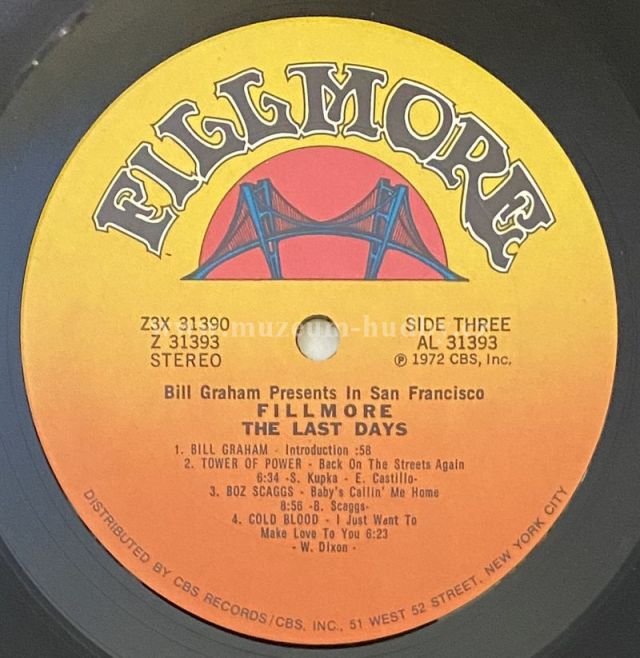 FILLMORE
Z3X 31390
Z 31393
STEREO
SIDE THREE
AL 31393
℗ 1972 CBS, Inc.
Bill Graham Presents In San Francisco
FILLMORE
THE LAST DAYS
1. BILL GRAHAM - Introduction :58
2. TOWER OF POWER - Back On The Streets Again
6:34 -S. Kupka - E. Castillo-
3. BOZ SCAGGS - Baby's Callin' Me Home
8:56 -B. Scaggs-
4. COLD BLOOD - I Just Want To
Make Love To You 6:23
- W. Dixon -
DISTRIBUTED BY CBS RECORDS/CBS, INC., 51 WEST 52 STREET, NEW YORK CITY